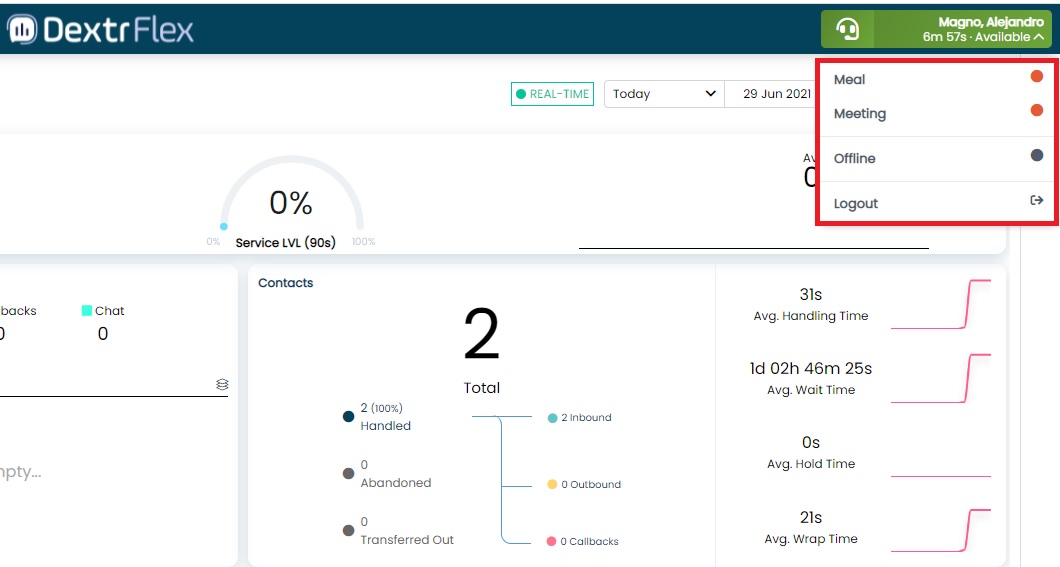 DextrFlex
Magno, Alejandro
6m 57s · Available
Meal
Meeting
Offline
Logout
REAL-TIME
Today
29 Jun 2021
0%
0%
Service LVL (90s)
100%
Av
0
backs
0
Chat
0
mpty...
Contacts
2
Total
2 (100%)
Handled
0
Abandoned
0
Transferred Out
2 Inbound
0 Outbound
0 Callbacks
31s
Avg. Handling Time
1d 02h 46m 25s
Avg. Wait Time
0s
Avg. Hold Time
21s
Avg. Wrap Time